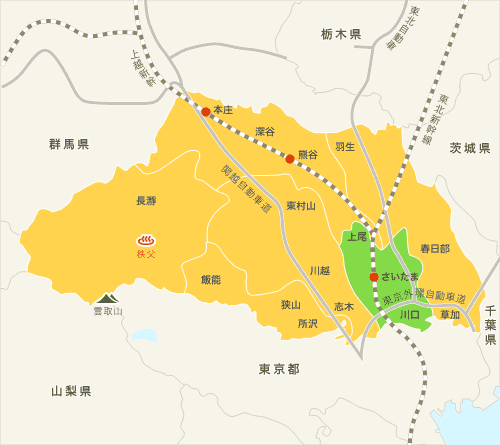 栃木県
東北自動車
上越新幹
本庄
深谷
羽生
東北新幹線
群馬県
熊谷
茨城県
関越自動車道
長瀞
東村山
上尾
秩父
春日部
飯能
川越
さいたま
雲取山
狭山
志木
東京外環自動車道
千葉県
所沢
川口
草加
東京都
山梨県